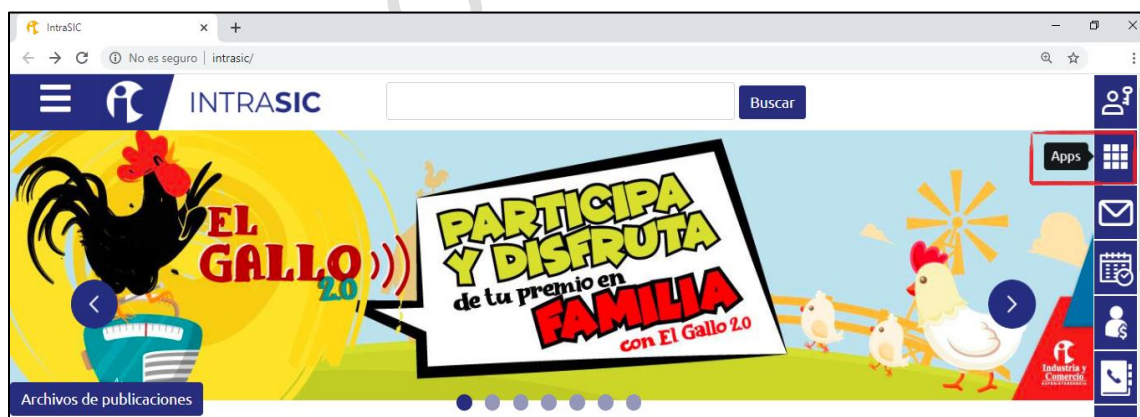 IntraSIC
No es seguro | intrasic/
INTRASIC
Buscar
Apps
EL
GALLO
2.0
PARTICIPA
Y DISFRUTA
de tu premio en
FAMILIA
con El Gallo 2.0
Industria y
Comercio
SUPERINTENDENCIA
Archivos de publicaciones